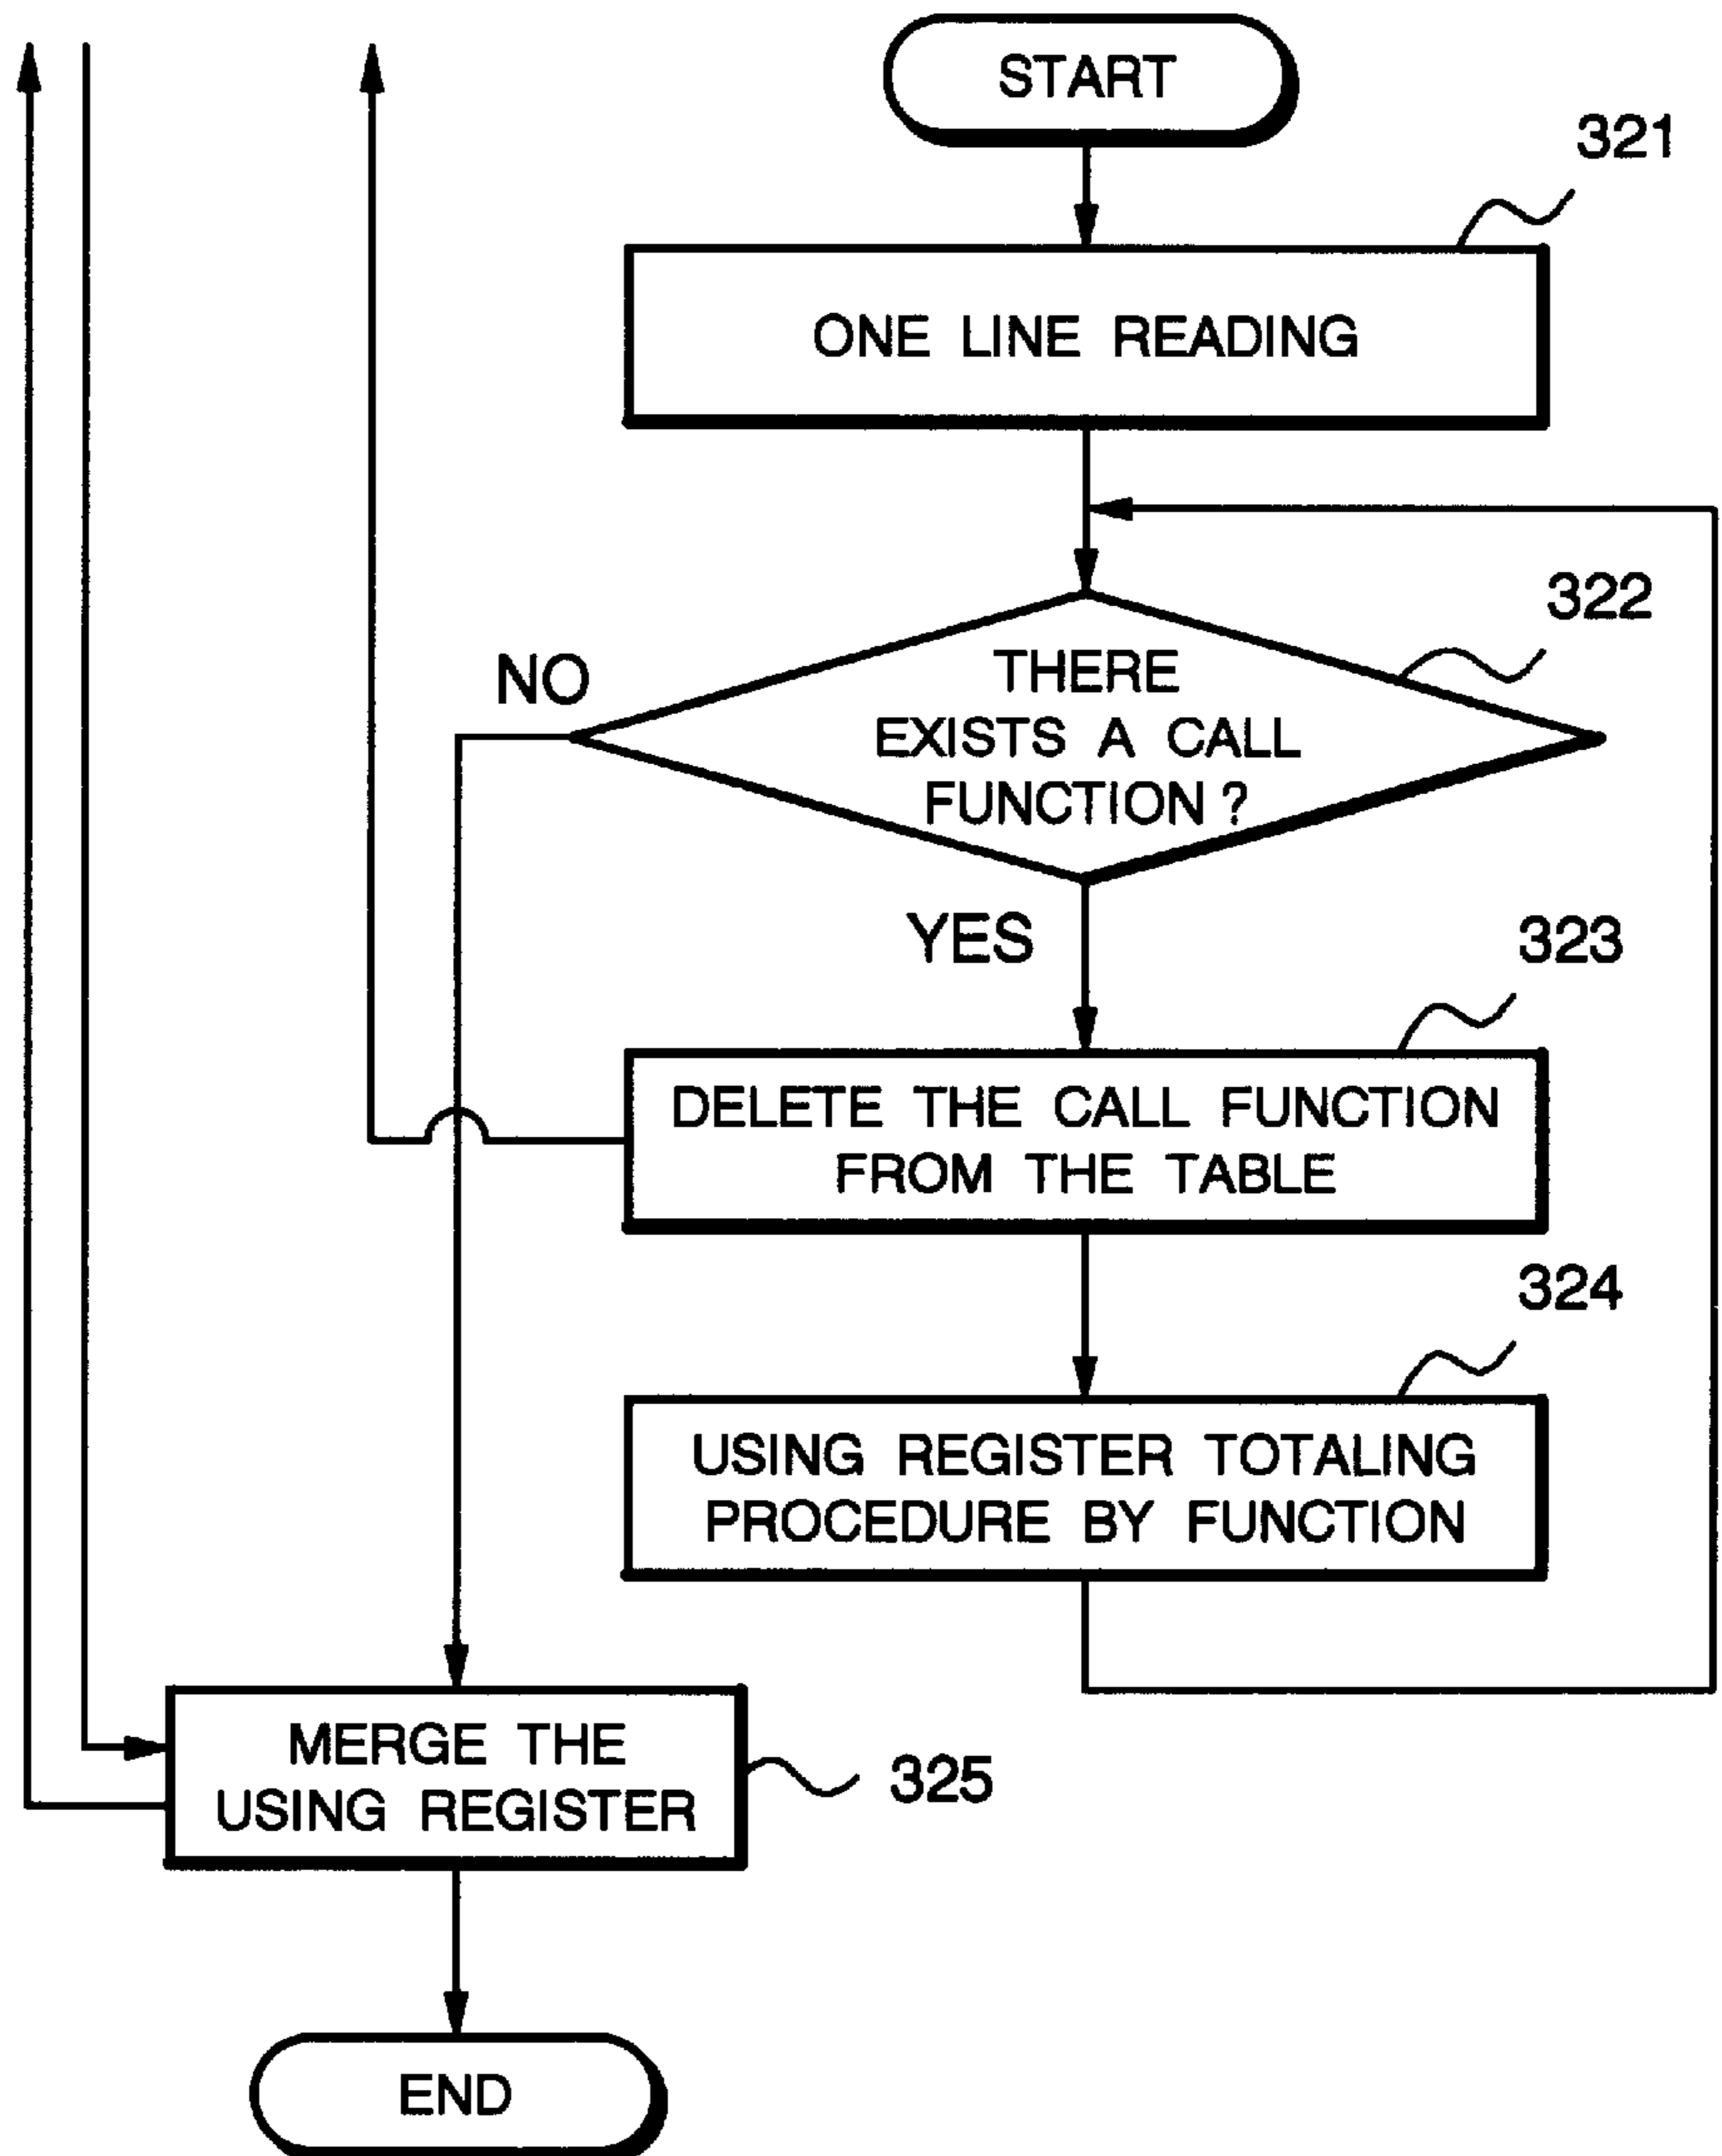 START
321
ONE LINE READING
322
NO
THERE
EXISTS A CALL
FUNCTION?
YES
323
DELETE THE CALL FUNCTION
FROM THE TABLE
324
USING REGISTER TOTALING
PROCEDURE BY FUNCTION
MERGE THE
USING REGISTER
325
END